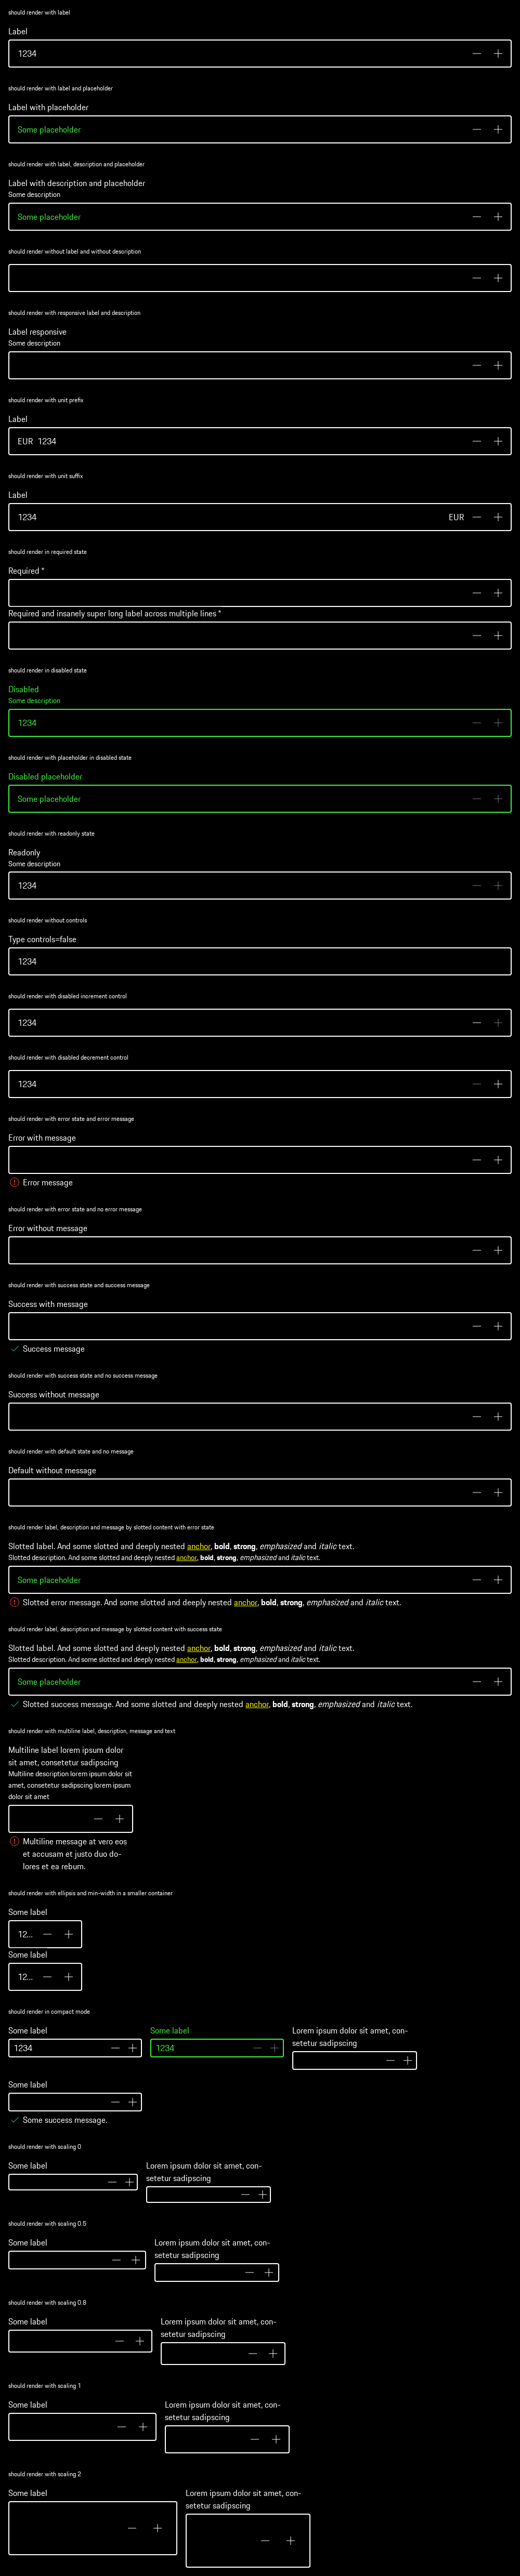 should render with label
Label
1234
should render with label and placeholder
Label with placeholder
Some placeholder
should render with label, description and placeholder
Label with description and placeholder
Some description
Some placeholder
should render without label and without description
should render with responsive label and description
Label responsive
Some description
should render with unit prefix
Label
EUR 1234
should render with unit suffix
Label
1234 EUR
should render in required state
Required *
Required and insanely super long label across multiple lines *
should render in disabled state
Disabled
Some description
1234
should render with placeholder in disabled state
Disabled placeholder
Some placeholder
should render with readonly state
Readonly
Some description
1234
should render without controls
Type controls=false
1234
should render with disabled increment control
1234
should render with disabled decrement control
1234
should render with error state and error message
Error with message
Error message
should render with error state and no error message
Error without message
should render with success state and success message
Success with message
Success message
should render with success state and no success message
Success without message
should render with default state and no message
Default without message
should render label, description and message by slotted content with error state
Slotted label. And some slotted and deeply nested anchor, bold, strong, emphasized and italic text.
Slotted description. And some slotted and deeply nested anchor, bold, strong, emphasized and italic text.
Some placeholder
Slotted error message. And some slotted and deeply nested anchor, bold, strong, emphasized and italic text.
should render label, description and message by slotted content with success state
Slotted label. And some slotted and deeply nested anchor, bold, strong, emphasized and italic text.
Slotted description. And some slotted and deeply nested anchor, bold, strong, emphasized and italic text.
Some placeholder
Slotted success message. And some slotted and deeply nested anchor, bold, strong, emphasized and italic text.
should render with multiline label, description, message and text
Multiline label lorem ipsum dolor
sit amet, consetetur sadipscing
Multiline description lorem ipsum dolor sit
amet, consetetur sadipscing lorem ipsum
dolor sit amet
Multiline message at vero eos
et accusam et justo duo do-
lores et ea rebum.
should render with ellipsis and min-width in a smaller container
Some label
12...
Some label
12...
should render in compact mode
Some label
1234
Some label
1234
Lorem ipsum dolor sit amet, con-
setetur sadipscing
Some label
Some success message.
should render with scaling 0
Some label
Lorem ipsum dolor sit amet, con-
setetur sadipscing
should render with scaling 0.5
Some label
Lorem ipsum dolor sit amet, con-
setetur sadipscing
should render with scaling 0.8
Some label
Lorem ipsum dolor sit amet, con-
setetur sadipscing
should render with scaling 1
Some label
Lorem ipsum dolor sit amet, con-
setetur sadipscing
should render with scaling 2
Some label
Lorem ipsum dolor sit amet, con-
setetur sadipscing